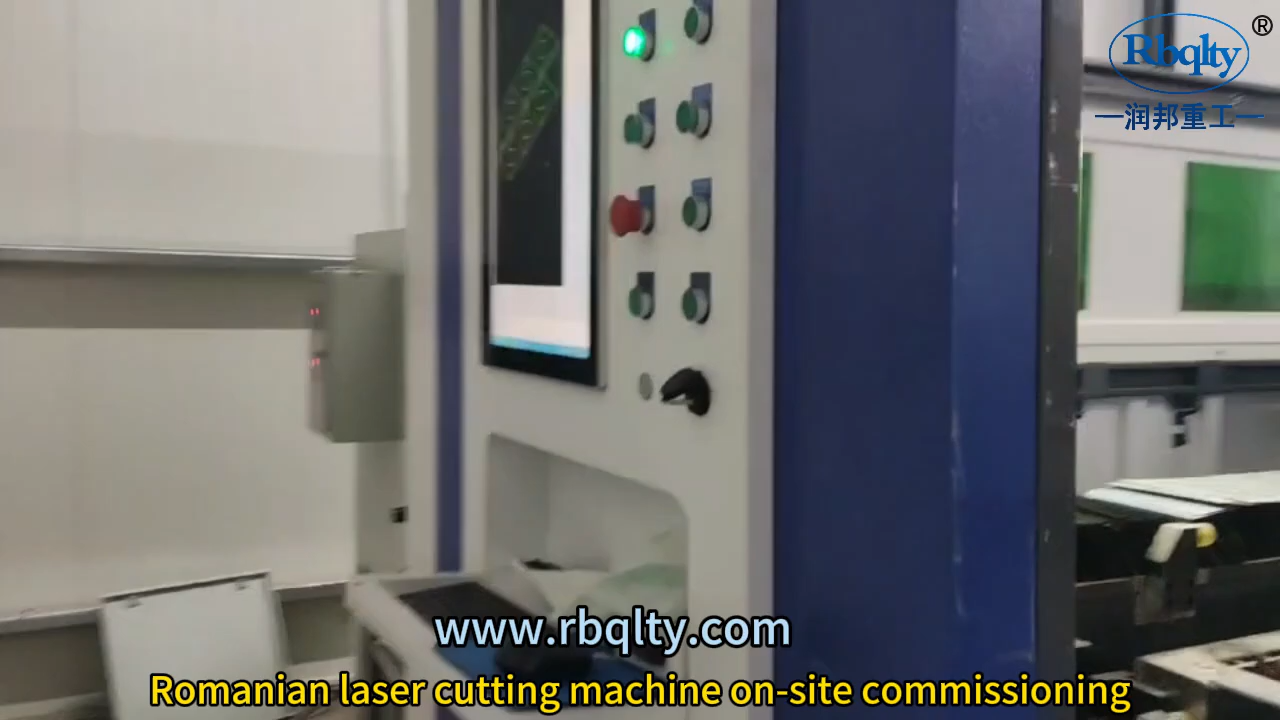 Rbqlty®
一润邦重工一
www.rbqlty.com
Romanian laser cutting machine on-site commissioning